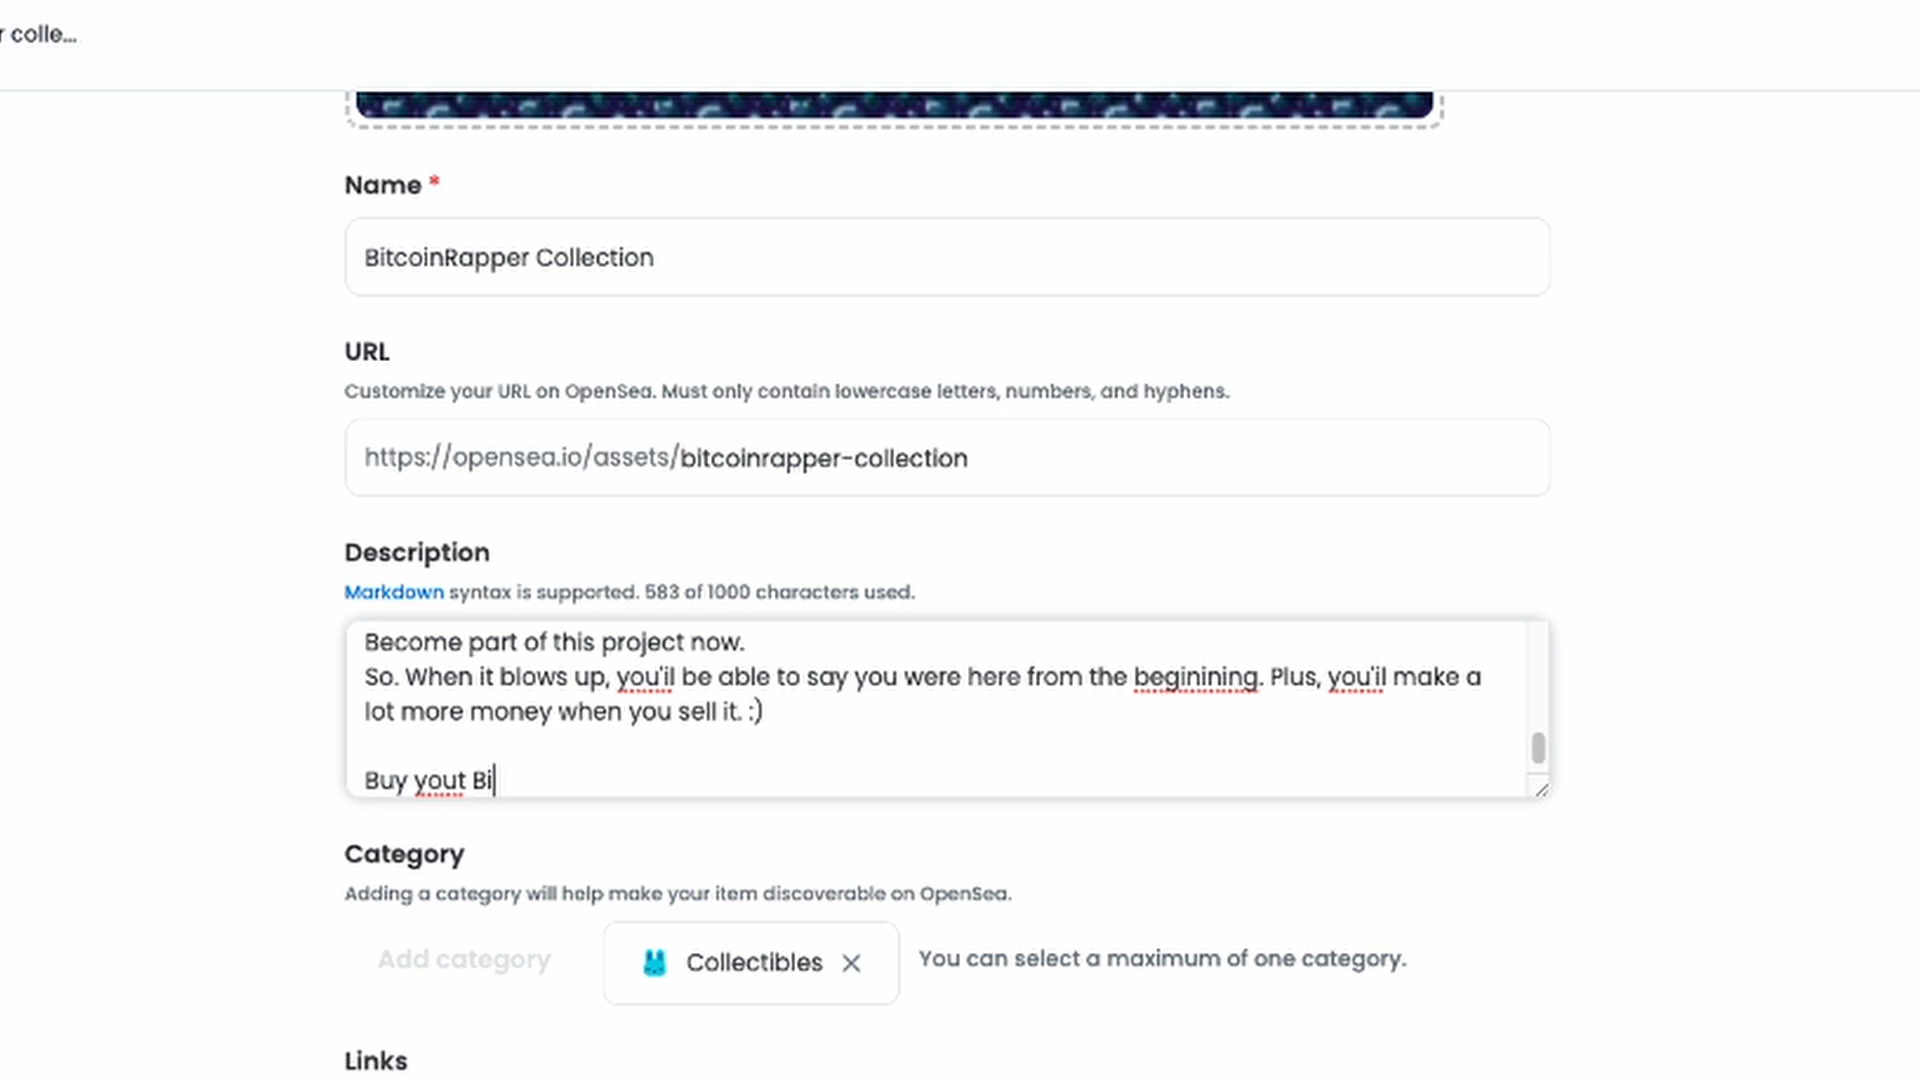 r colle...
Name *
BitcoinRapper Collection
URL
Customize your URL on OpenSea. Must only contain lowercase letters, numbers, and hyphens.
https://opensea.io/assets/bitcoinrapper-collection
Description
Markdown syntax is supported. 583 of 1000 characters used.
Become part of this project now.
So. When it blows up, you'il be able to say you were here from the beginining. Plus, you'il make a
lot more money when you sell it. :)
Buy yout Bi
Category
Adding a category will help make your item discoverable on OpenSea.
Add category
Collectibles
You can select a maximum of one category.
Links